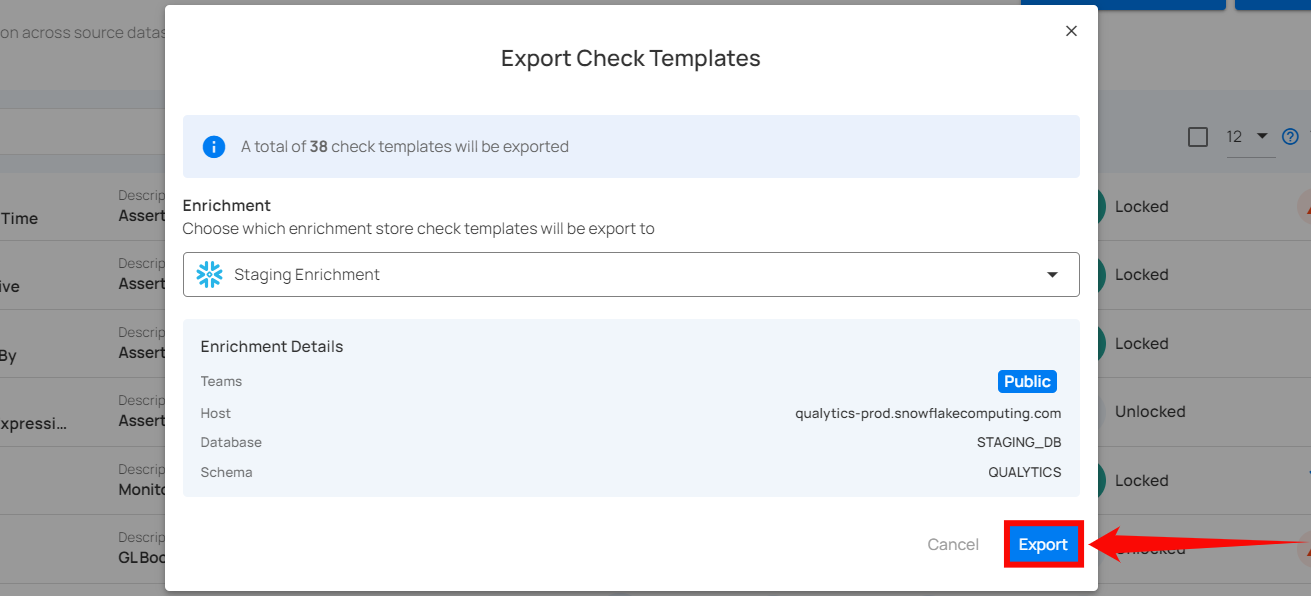 on across source datas
Export Check Templates
A total of 38 check templates will be exported
12
Enrichment
Choose which enrichment store check templates will be export to
Staging Enrichment
Time
Descrip
Assert
Locked
ive
Descrip
Assert
Locked
By
Descrip
Assert
Locked
xpressi...
Descrip
Assert
Unlocked
Descrip
Monito
Locked
Descrip
GL Boo
Unlocked
Enrichment Details
Teams
Public
Host
qualytics-prod.snowflakecomputing.com
Database
STAGING_DB
Schema
QUALYTICS
Cancel
Export